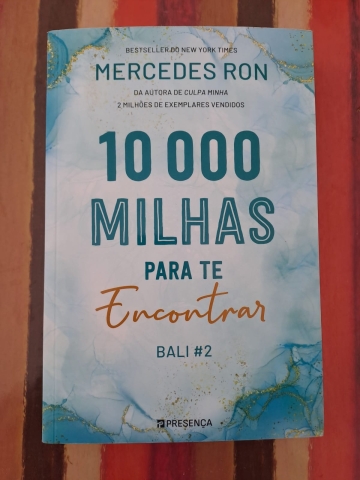 BESTSELLER DO NEW YORK TIMES
MERCEDES RON
DA AUTORA DE CULPA MINHA
2 MILHÕES DE EXEMPLARES VENDIDOS
10 000
MILHAS
PARA TE
Encontrar
BALI #2
PRESENÇA